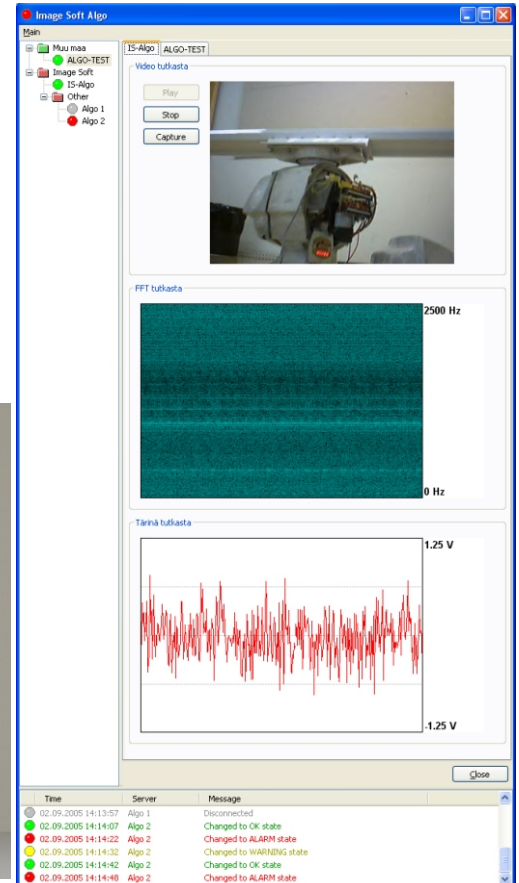 Image Soft Algo
Main
Muu maa
ALGO-TEST
Image Soft
IS-Algo
Other
Algo 1
Algo 2
IS-Algo ALGO-TEST
Video tutkasta
Play
Stop
Capture
FFT tutkasta
2500 Hz
0 Hz
Tärinä tutkasta
1.25 V
-1.25 V
Close
Time Server Message
02.09.2005 14:13:57 Algo 1 Disconnected
02.09.2005 14:14:07 Algo 2 Changed to OK state
02.09.2005 14:14:22 Algo 2 Changed to ALARM state
02.09.2005 14:14:32 Algo 2 Changed to WARNING state
02.09.2005 14:14:42 Algo 2 Changed to OK state
02.09.2005 14:14:48 Algo 2 Changed to ALARM state